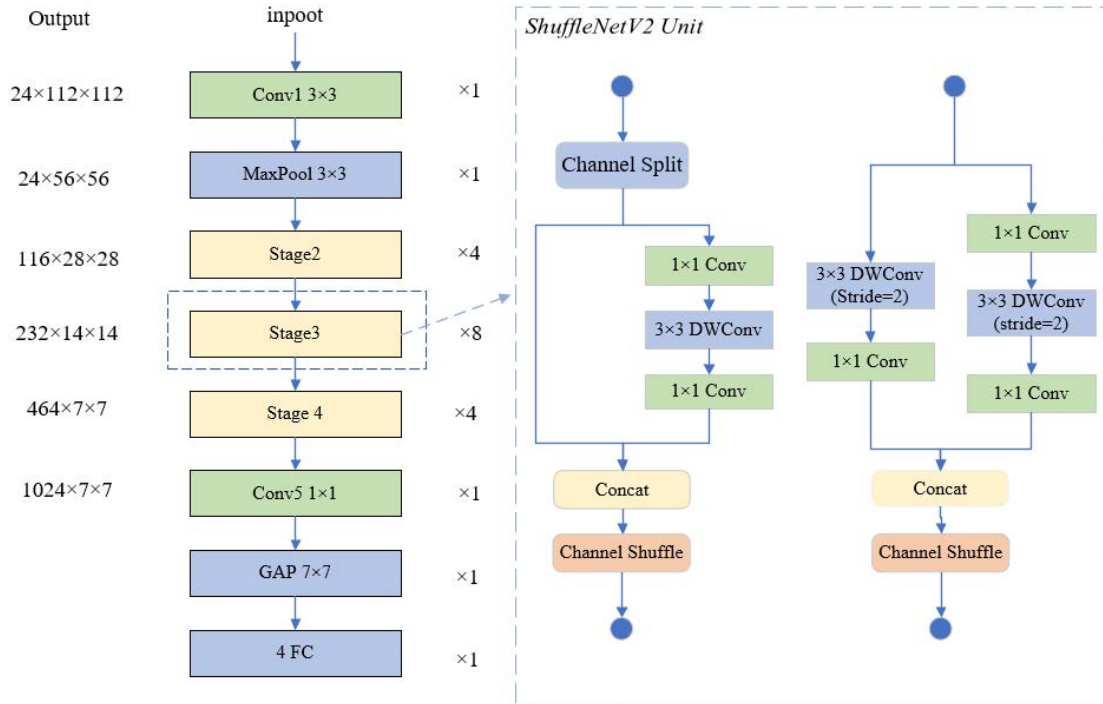 Output
inpoot
24×112×112
Conv1 3×3
×1
24×56×56
MaxPool 3×3
×1
116×28×28
Stage2
×4
232×14×14
Stage3
×8
464×7×7
Stage 4
×4
1024×7×7
Conv5 1×1
×1
GAP 7×7
×1
4 FC
×1
ShuffleNetV2 Unit
Channel Split
1×1 Conv
3×3 DWConv
1×1 Conv
Concat
Channel Shuffle
3×3 DWConv
(Stride=2)
1×1 Conv
1×1 Conv
3×3 DWConv
(stride=2)
1×1 Conv
Concat
Channel Shuffle